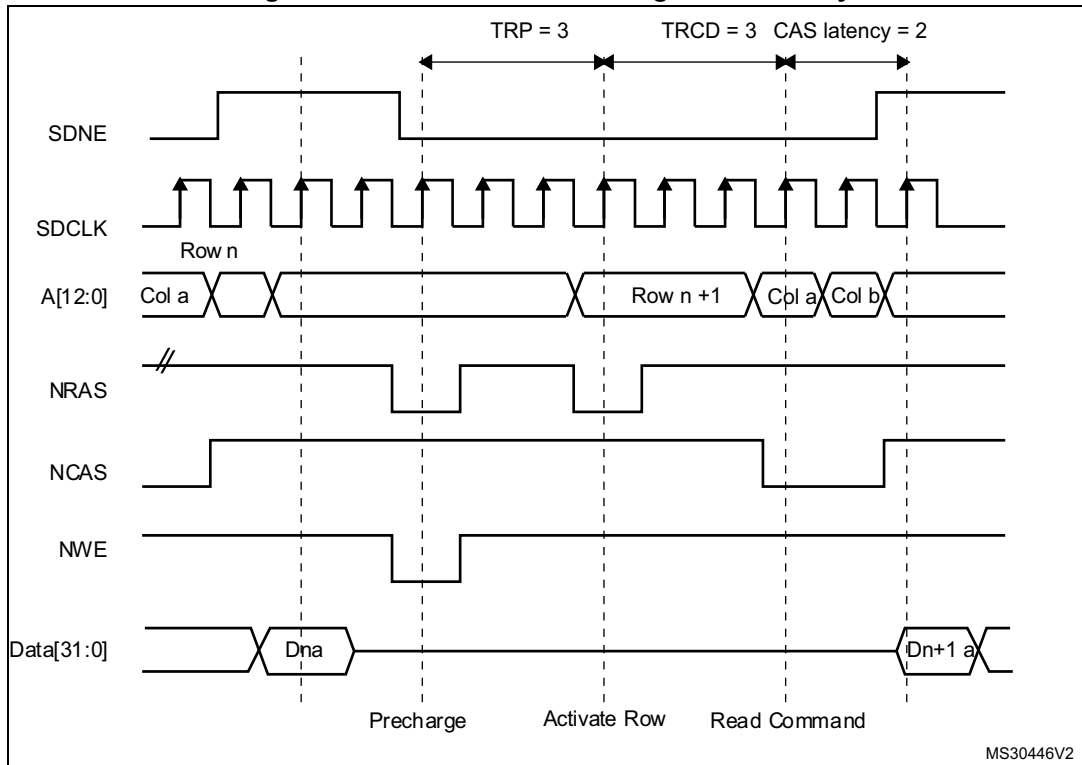 TRP = 3 TRCD = 3 CAS latency = 2
SDNE
SDCLK
Row n
A[12:0] Col a Row n +1 Col a Col b
NRAS
NCAS
NWE
Data[31:0] Dna Dn+1 a
Precharge Activate Row Read Command
MS30446V2